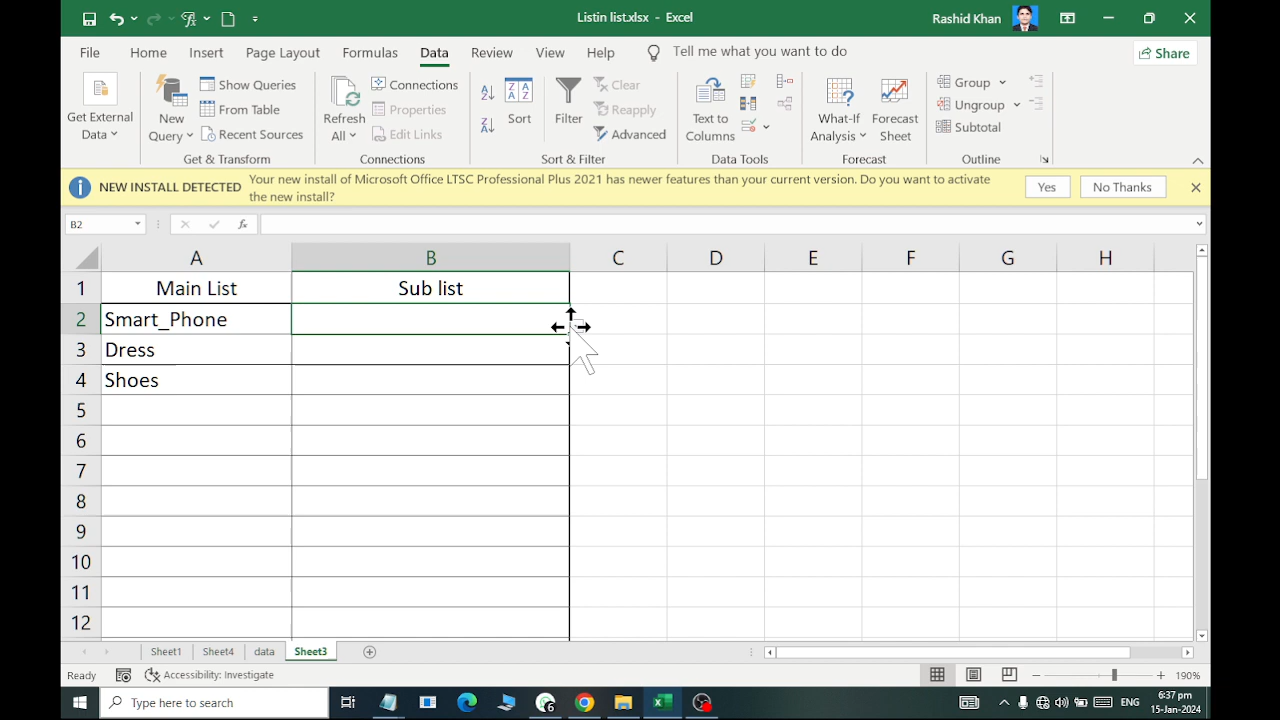 Listin list.xlsx - Excel
Rashid Khan
File Home Insert Page Layout Formulas Data Review View Help Tell me what you want to do Share
Get External Data
New Query
Show Queries
From Table
Recent Sources
Get & Transform
Refresh All
Connections
Properties
Edit Links
Connections
Sort
Filter
Clear
Reapply
Advanced
Sort & Filter
Text to Columns
Data Tools
What-If Analysis
Forecast Sheet
Forecast
Group
Ungroup
Subtotal
Outline
NEW INSTALL DETECTED Your new install of Microsoft Office LTSC Professional Plus 2021 has newer features than your current version. Do you want to activate
the new install?
Yes No Thanks
B2 fx
A B C D E F G H
1 Main List Sub list
2 Smart_Phone
3 Dress
4 Shoes
5
6
7
8
9
10
11
12
Sheet1 Sheet4 data Sheet3
Ready Accessibility: Investigate 190%
Type here to search
ENG
6:37 pm
15-Jan-2024